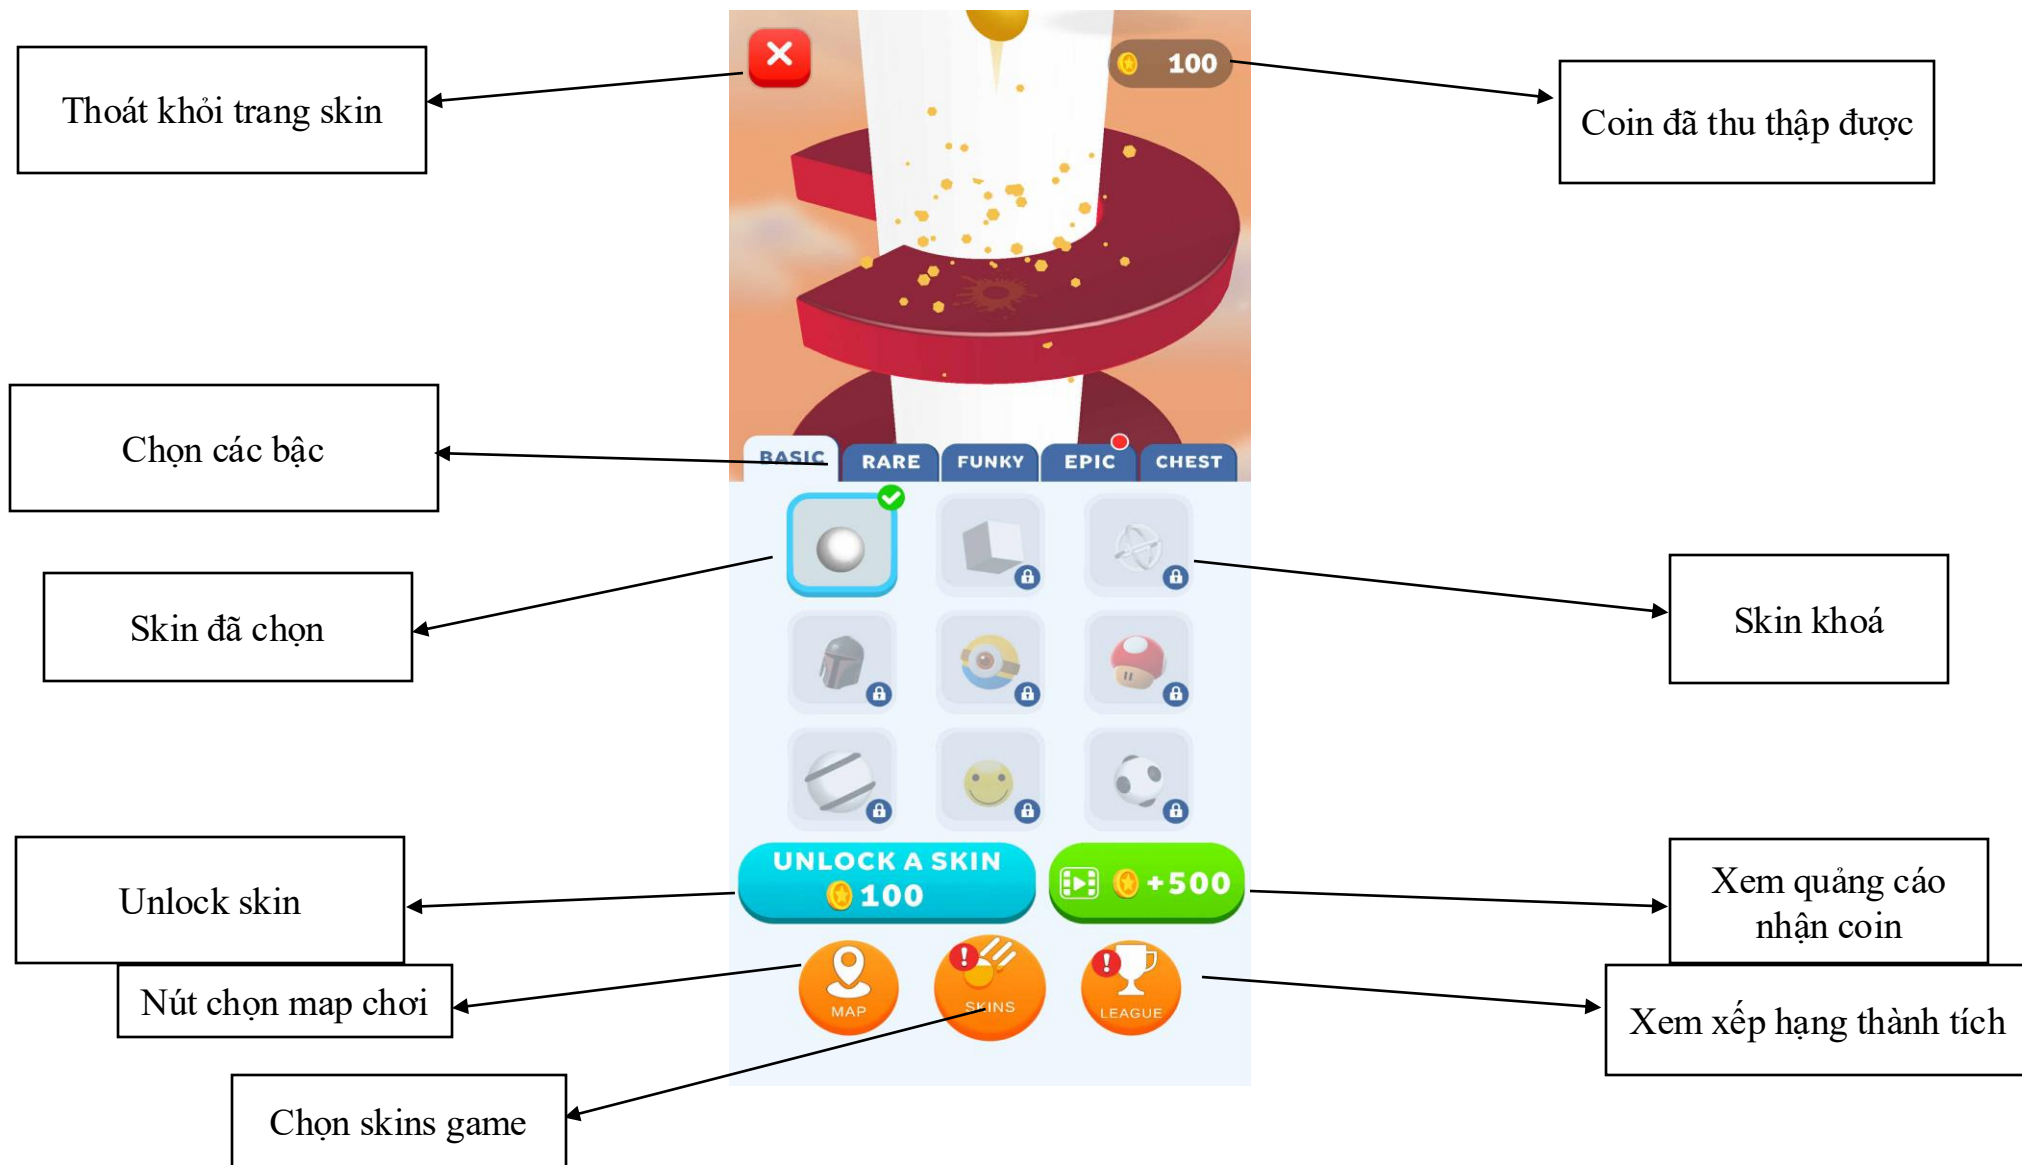 Thoát khỏi trang skin
100
Coin đã thu thập được
Chọn các bậc
BASIC
RARE
FUNKY
EPIC
CHEST
Skin đã chọn
Skin khoá
Unlock skin
UNLOCK A SKIN
100
+500
Xem quảng cáo
nhận coin
Nút chọn map chơi
MAP
SKINS
LEAGUE
Xem xếp hạng thành tích
Chọn skins game